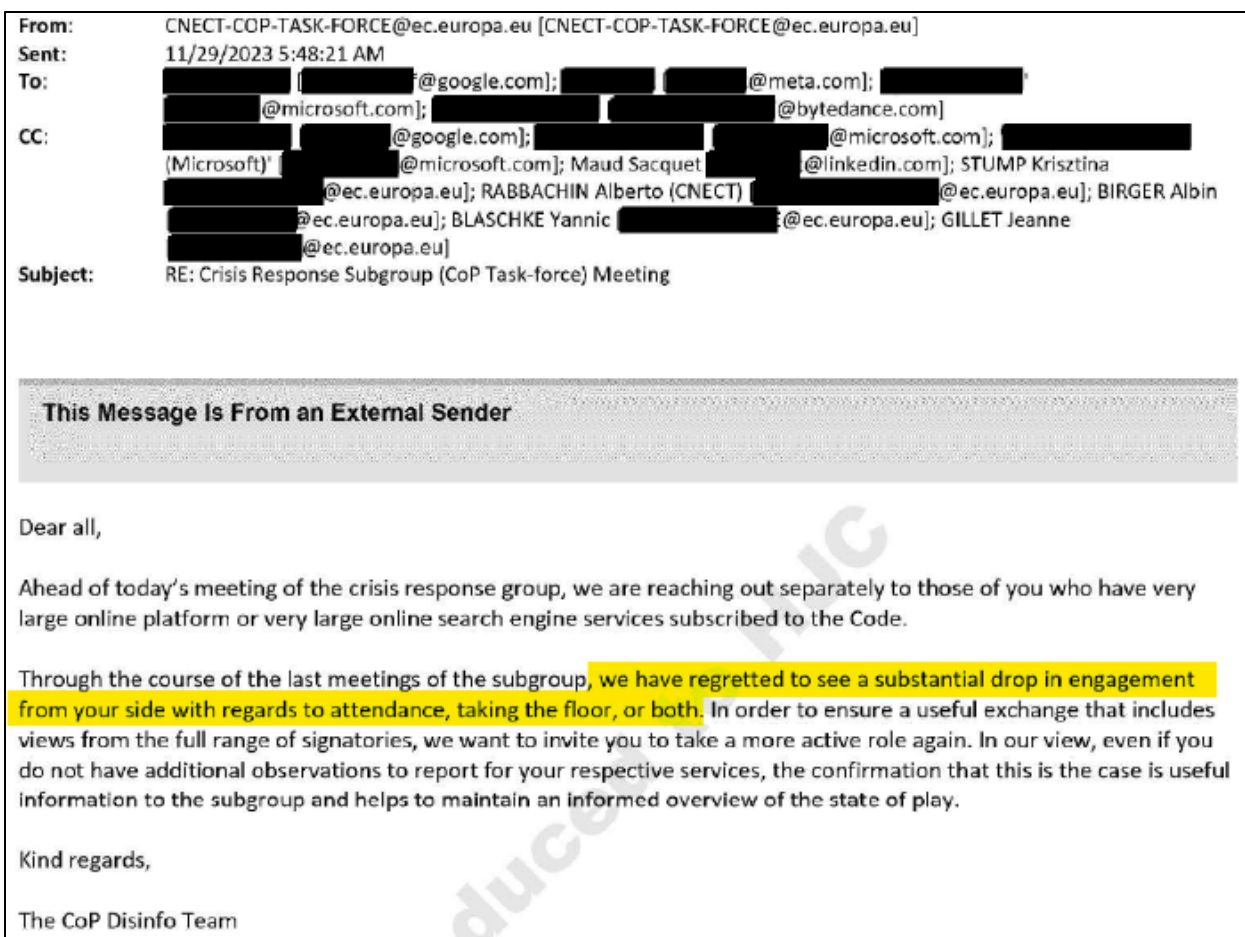 From: CNECT-COP-TASK-FORCE@ec.europa.eu [CNECT-COP-TASK-FORCE@ec.europa.eu]
Sent: 11/29/2023 5:48:21 AM
To: [ @google.com]; [ @meta.com]; '
@microsoft.com]; [ @bytedance.com]
CC: [ @google.com]; [ @microsoft.com]; '
(Microsoft)' [ @microsoft.com]; Maud Sacquet [ @linkedin.com]; STUMP Krisztina
[ @ec.europa.eu]; RABBACHIN Alberto (CNECT) [ @ec.europa.eu]; BIRGER Albin
[ @ec.europa.eu]; BLASCHKE Yannic [ @ec.europa.eu]; GILLET Jeanne
[ @ec.europa.eu]
Subject: RE: Crisis Response Subgroup (CoP Task-force) Meeting
This Message Is From an External Sender
Dear all,
Ahead of today's meeting of the crisis response group, we are reaching out separately to those of you who have very
large online platform or very large online search engine services subscribed to the Code.
Through the course of the last meetings of the subgroup, we have regretted to see a substantial drop in engagement
from your side with regards to attendance, taking the floor, or both. In order to ensure a useful exchange that includes
views from the full range of signatories, we want to invite you to take a more active role again. In our view, even if you
do not have additional observations to report for your respective services, the confirmation that this is the case is useful
information to the subgroup and helps to maintain an informed overview of the state of play.
Kind regards,
The CoP Disinfo Team